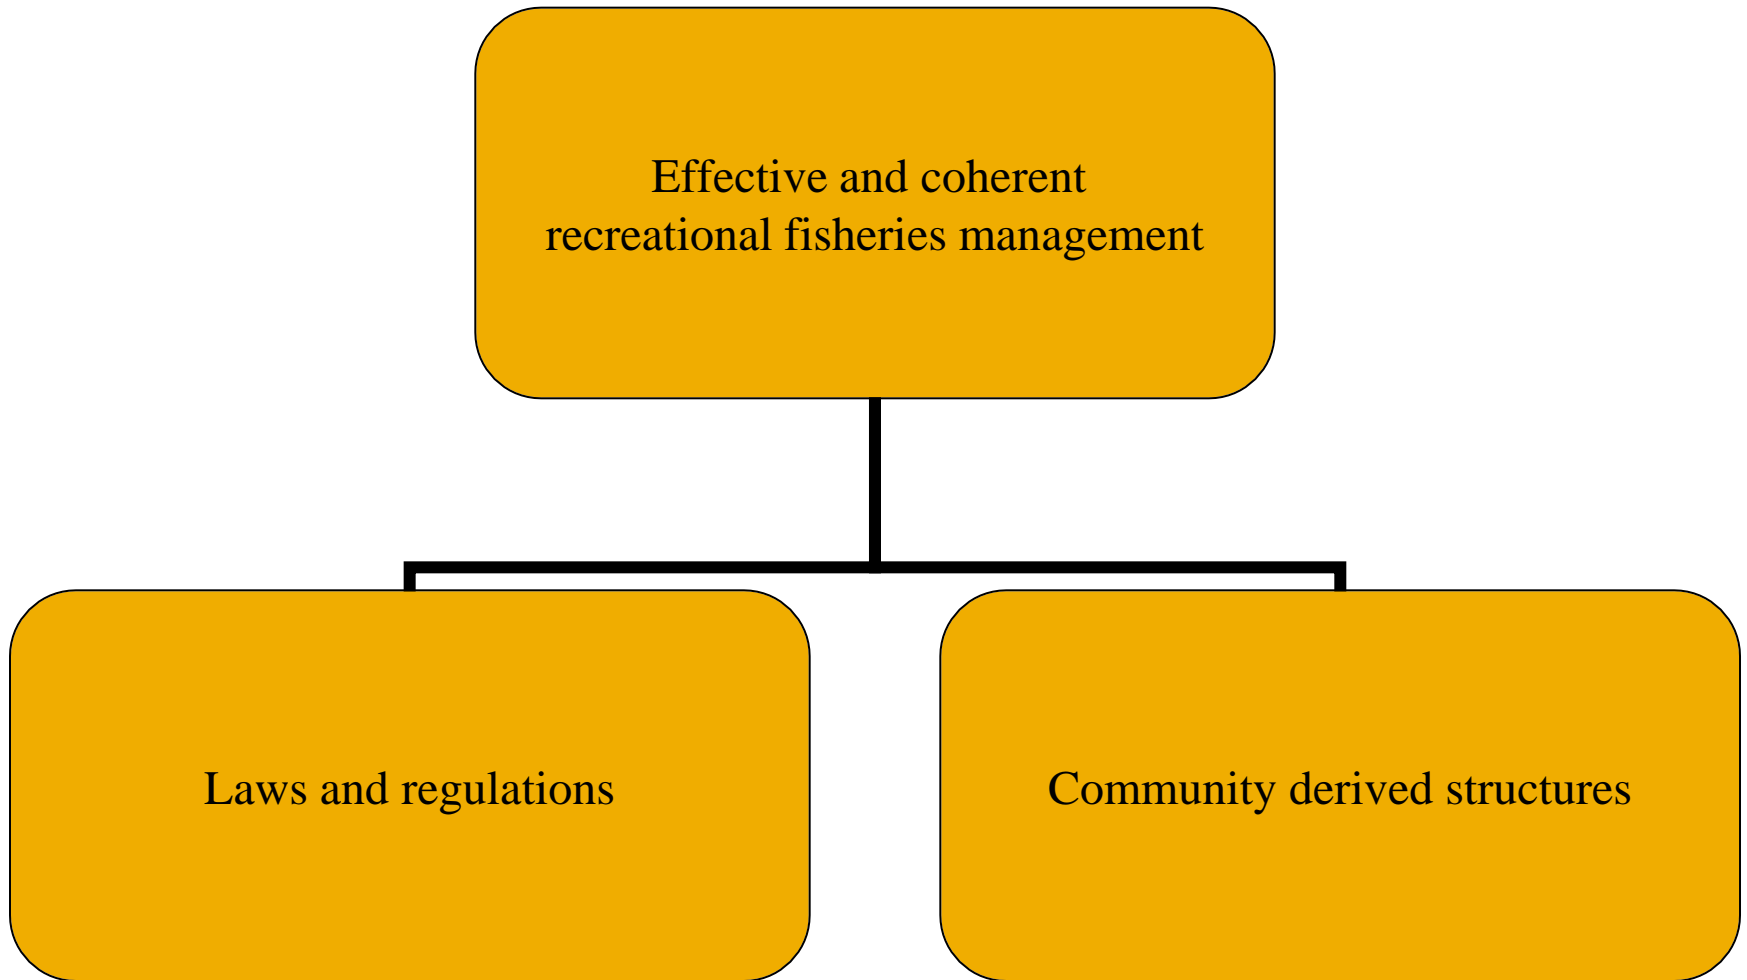 Effective and coherent
recreational fisheries management
Laws and regulations
Community derived structures